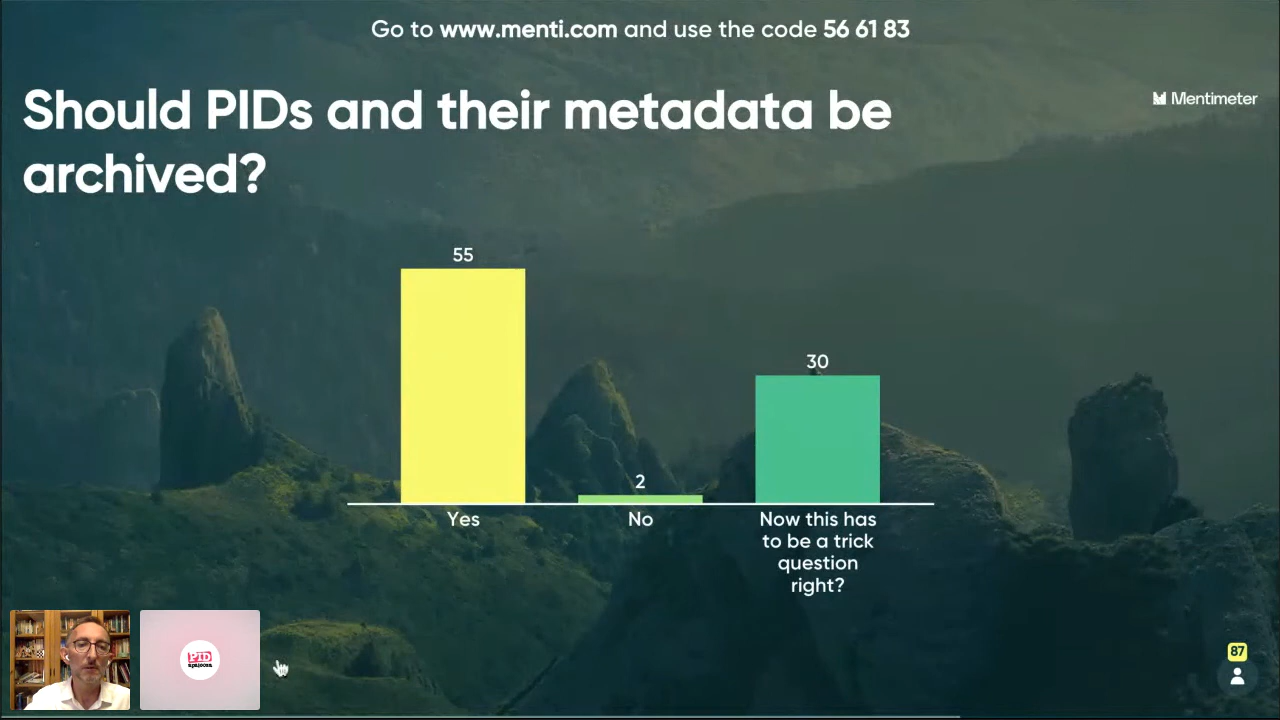 Go to www.menti.com and use the code 56 61 83
Should PIDs and their metadata be
archived?
Mentimeter
55
2
30
Yes
No
Now this has
to be a trick
question
right?
PID
apalooza
87